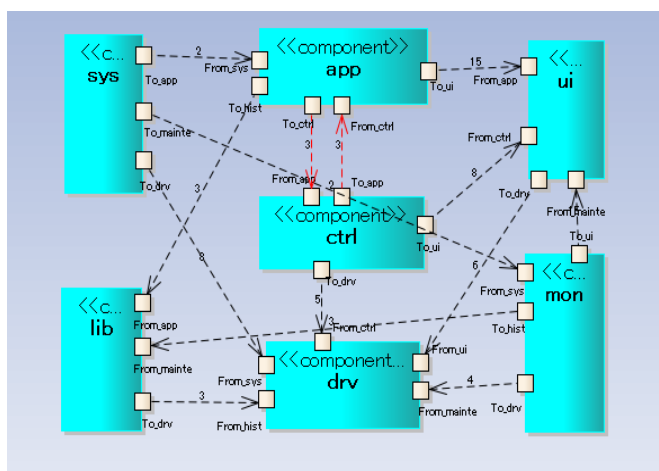 <<c...
sys
2
<<component>>
app
15
<<c...
ui
To_app
From_sys
To_ui
From_app
To_hist
To_mainte
To_ctrl
From_ctrl
From_ctrl
3
3
To_drv
From_app
To_app
8
To_drv
3
2
From_mainte
<<component>>
ctrl
To_ui
To_ui
8
6
<<c...
mon
From_sys
To_drv
5
<<c...
lib
From_app
3
From_ctrl
To_hist
From_mainte
<<component...
drv
From_ui
From_sys
4
3
To_drv
From_hist
From_mainte
To_drv